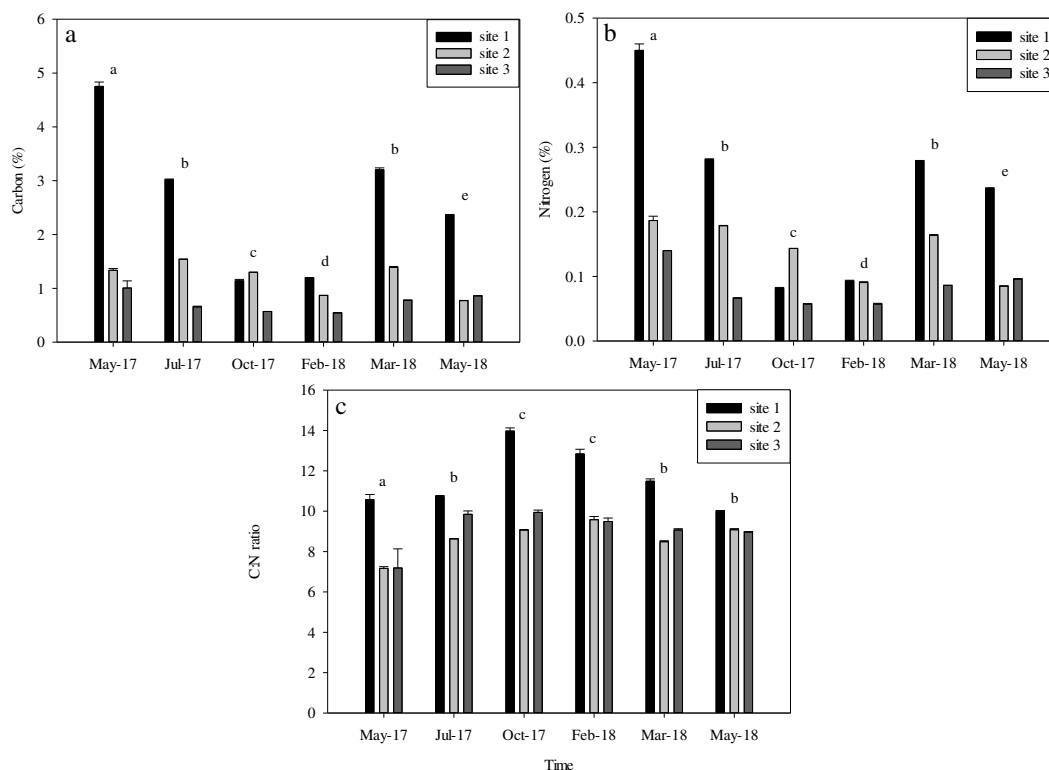 a
site 1
site 2
site 3
Carbon (%)
6
5
4
3
2
1
0
a
b
c
d
b
e
May-17 Jul-17 Oct-17 Feb-18 Mar-18 May-18
b
site 1
site 2
site 3
Nitrogen (%)
0.5
0.4
0.3
0.2
0.1
0.0
a
b
c
d
b
e
May-17 Jul-17 Oct-17 Feb-18 Mar-18 May-18
c
site 1
site 2
site 3
C:N ratio
16
14
12
10
8
6
4
2
0
a
b
c
c
b
b
May-17 Jul-17 Oct-17 Feb-18 Mar-18 May-18
Time